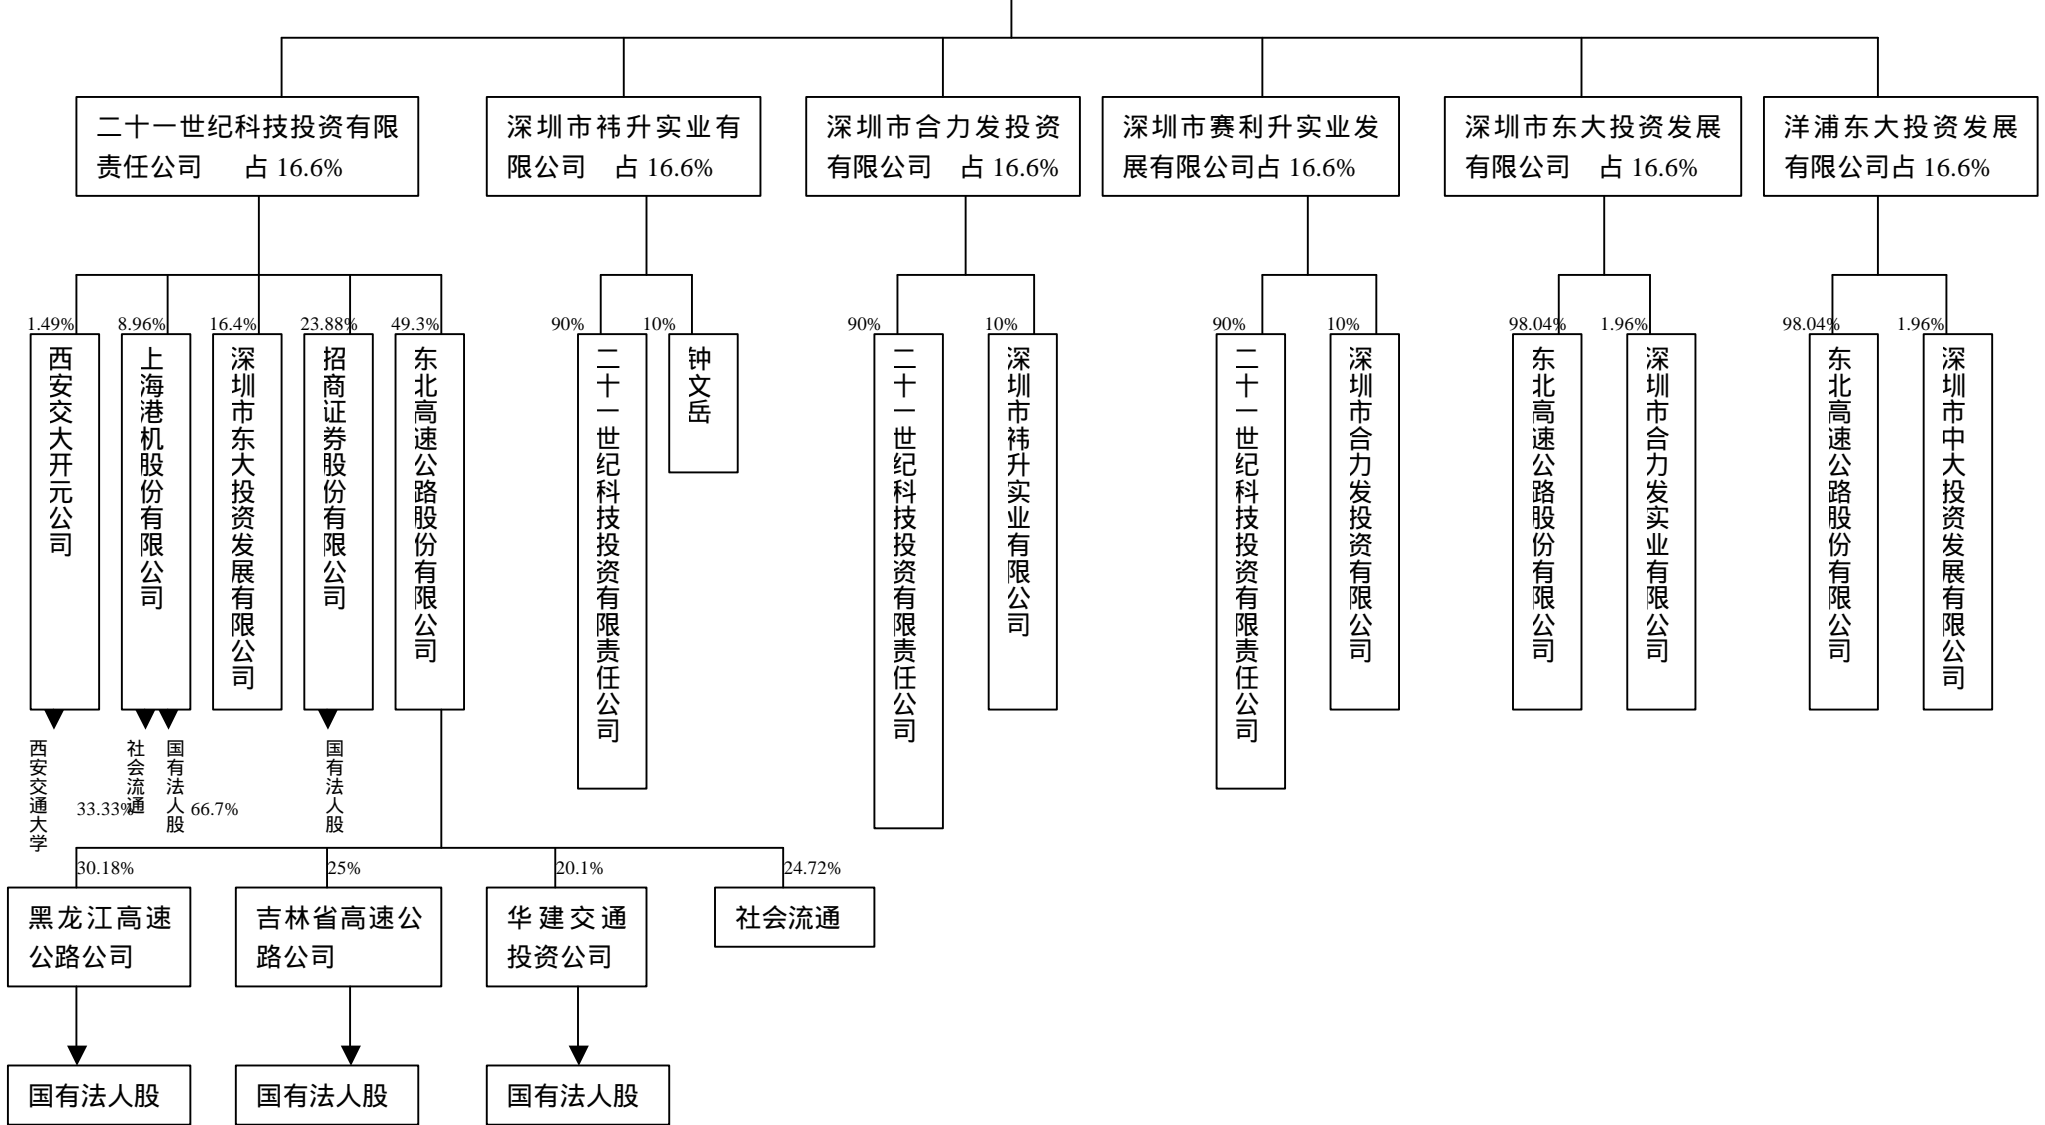 二十一世纪科技投资有限
责任公司 占 16.6%
深圳市祎升实业有
限公司 占 16.6%
深圳市合力发投资
有限公司 占 16.6%
深圳市赛利升实业发
展有限公司占 16.6%
深圳市东大投资发展
有限公司 占 16.6%
洋浦东大投资发展
有限公司占 16.6%
1.49%
8.96%
16.4%
23.88%
49.3%
90%
10%
90%
10%
90%
10%
98.04%
1.96%
98.04%
1.96%
西安交大开元公司
上海港机股份有限公司
深圳市东大投资发展有限公司
招商证券股份有限公司
东北高速公路股份有限公司
二十一世纪科技投资有限责任公司
钟文岳
二十一世纪科技投资有限责任公司
深圳市祎升实业有限公司
二十一世纪科技投资有限责任公司
深圳市合力发投资有限公司
东北高速公路股份有限公司
深圳市合力发实业有限公司
东北高速公路股份有限公司
深圳市中大投资发展有限公司
西安交通大学
33.33%
社会流通
国有法人股
66.7%
国有法人股
30.18%
25%
20.1%
24.72%
黑龙江高速
公路公司
吉林省高速公
路公司
华建交通
投资公司
社会流通
国有法人股
国有法人股
国有法人股